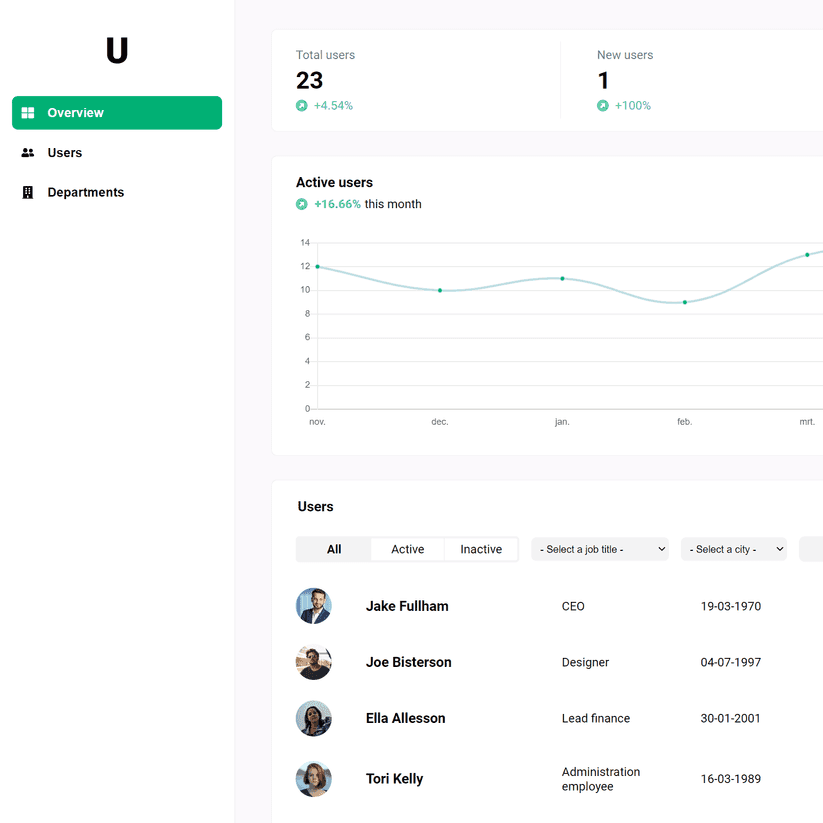 U
Overview
Users
Departments
Total users
23
+4.54%
New users
1
+100%
Active users
+16.66% this month
14
12
10
8
6
4
2
0
nov. dec. jan. feb. mrt.
Users
All Active Inactive - Select a job title - - Select a city -
Jake Fullham CEO 19-03-1970
Joe Bisterson Designer 04-07-1997
Ella Allesson Lead finance 30-01-2001
Tori Kelly Administration employee 16-03-1989